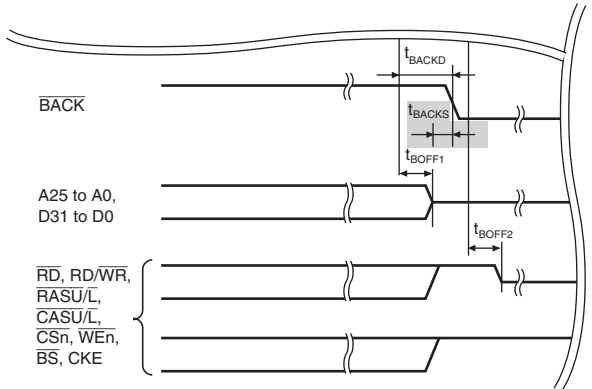 tBACKD
BACK
tBACKS
tBOFF1
A25 to A0,
D31 to D0
tBOFF2
RD, RD/WR,
RASU/L,
CASU/L,
CSn, WEn,
BS, CKE